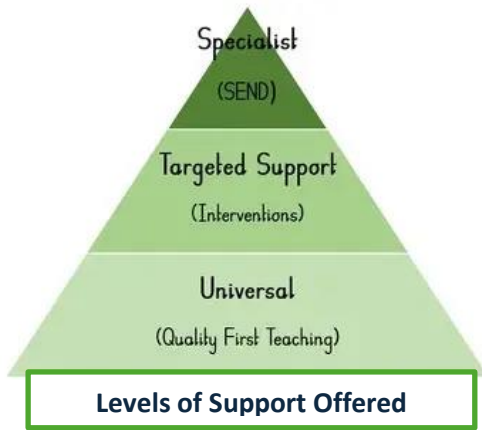 Specialist
(SEND)
Targeted Support
(Interventions)
Universal
(Quality First Teaching)
Levels of Support Offered